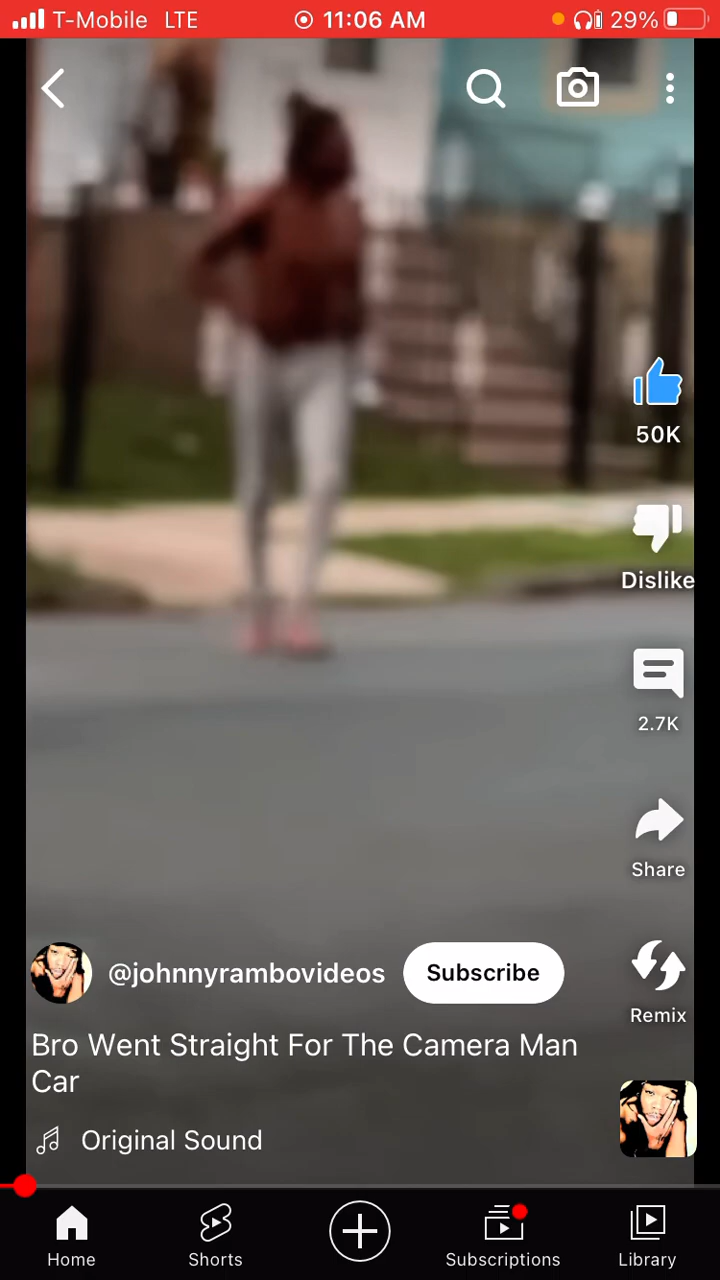 T-Mobile LTE 11:06 AM 29%
50K
Dislike
2.7K
Share
@johnnyrambovideos Subscribe
Remix
Bro Went Straight For The Camera Man
Car
Original Sound
Home Shorts Subscriptions Library